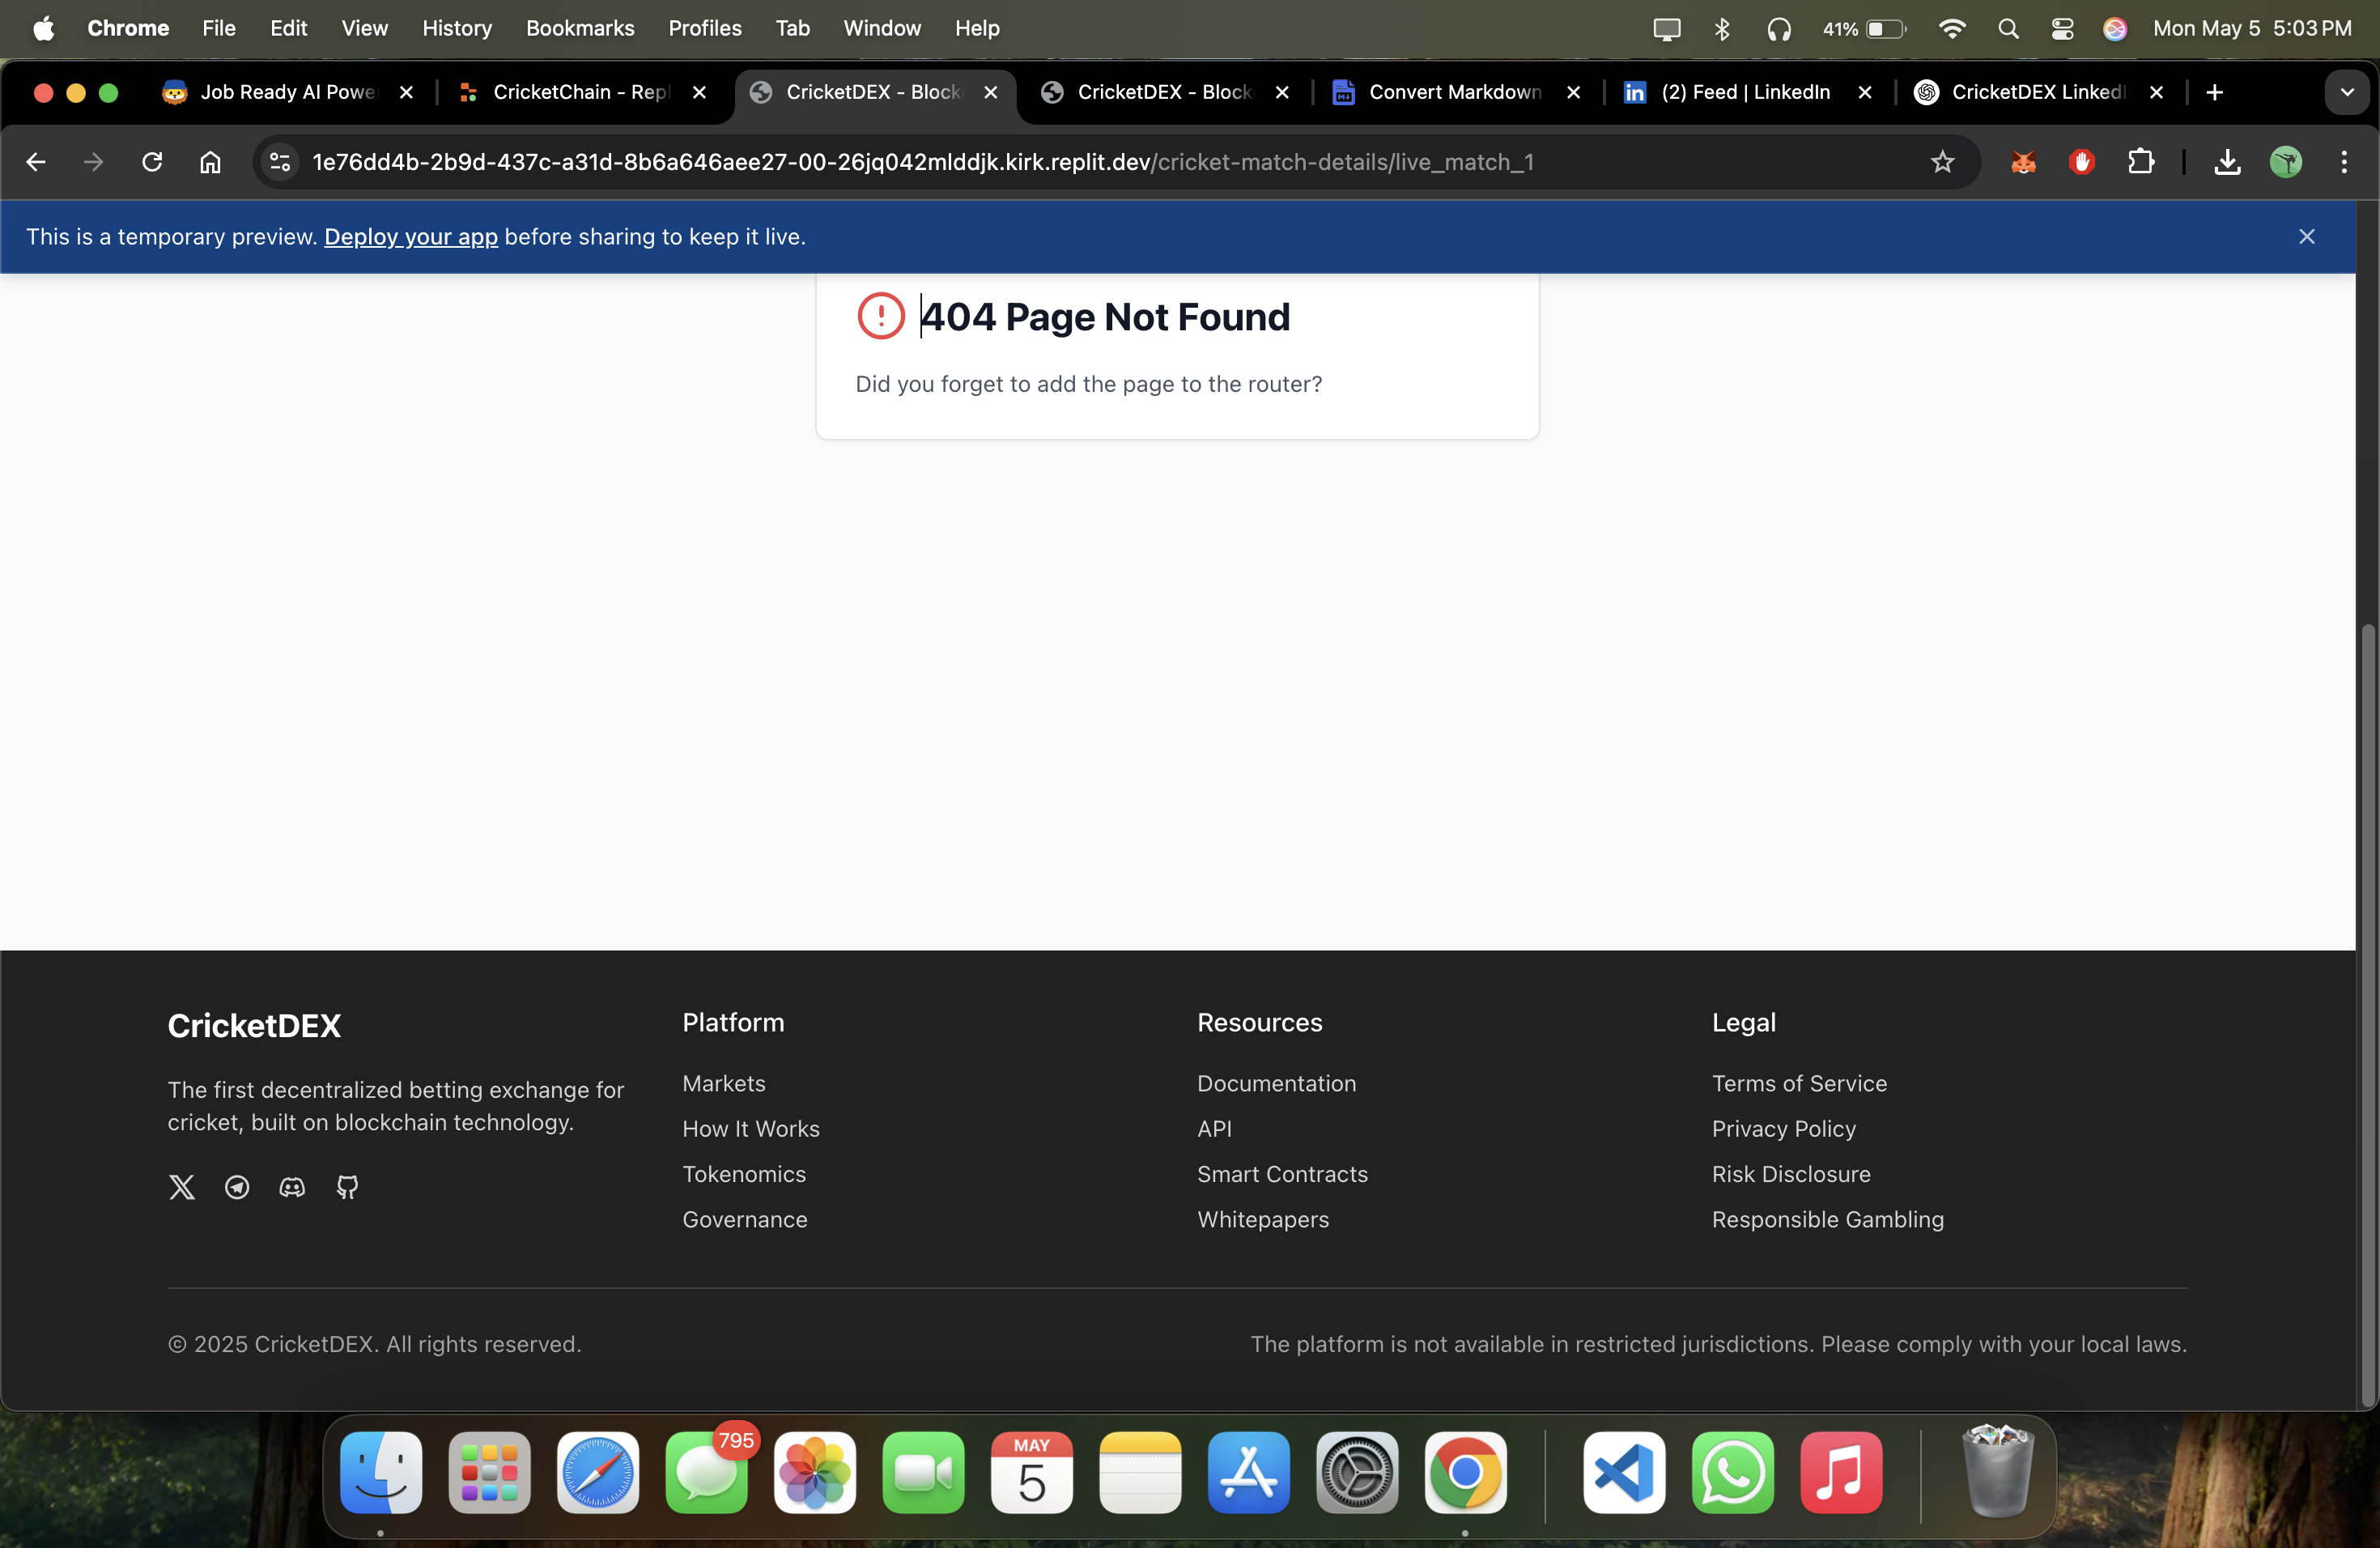 Chrome File Edit View History Bookmarks Profiles Tab Window Help 41% Mon May 5 5:03 PM
Job Ready AI Powe CricketChain - Repl CricketDEX - Block CricketDEX - Block Convert Markdown (2) Feed | LinkedIn CricketDEX LinkedI
1e76dd4b-2b9d-437c-a31d-8b6a646aee27-00-26jq042mlddjk.kirk.replit.dev/cricket-match-details/live_match_1
This is a temporary preview. Deploy your app before sharing to keep it live.
404 Page Not Found
Did you forget to add the page to the router?
CricketDEX
The first decentralized betting exchange for
cricket, built on blockchain technology.
Platform
Markets
How It Works
Tokenomics
Governance
Resources
Documentation
API
Smart Contracts
Whitepapers
Legal
Terms of Service
Privacy Policy
Risk Disclosure
Responsible Gambling
© 2025 CricketDEX. All rights reserved.
The platform is not available in restricted jurisdictions. Please comply with your local laws.
795
MAY
5